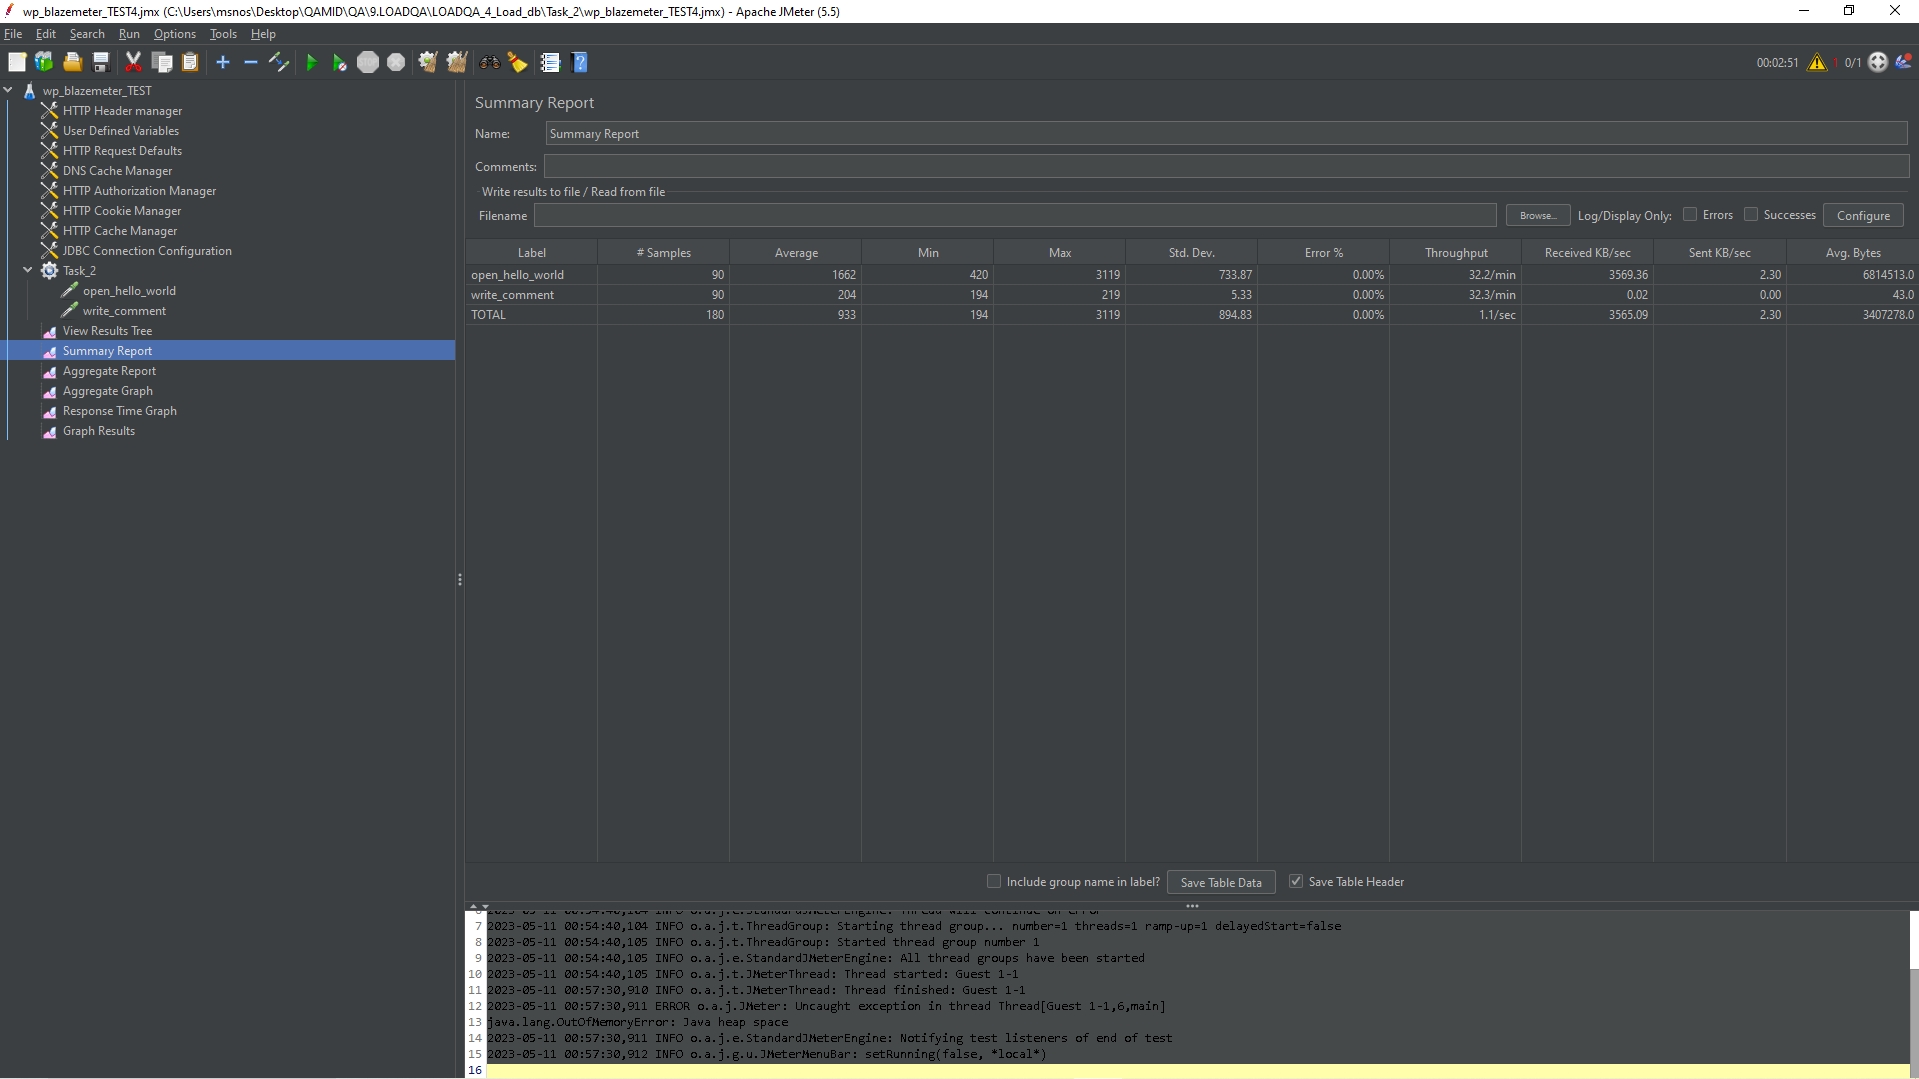 wp_blazemeter_TEST4.jmx (C:\Users\msnos\Desktop\QAMID\QA\9.LOADQA\LOADQA_4_Load_db\Task_2\wp_blazemeter_TEST4.jmx) - Apache JMeter (5.5)
File Edit Search Run Options Tools Help
00:02:51 1 0/1
wp_blazemeter_TEST
HTTP Header manager
User Defined Variables
HTTP Request Defaults
DNS Cache Manager
HTTP Authorization Manager
HTTP Cookie Manager
HTTP Cache Manager
JDBC Connection Configuration
Task_2
open_hello_world
write_comment
View Results Tree
Summary Report
Aggregate Report
Aggregate Graph
Response Time Graph
Graph Results
Summary Report
Name: Summary Report
Comments:
Write results to file / Read from file
Filename Browse... Log/Display Only: Errors Successes Configure
Label # Samples Average Min Max Std. Dev. Error % Throughput Received KB/sec Sent KB/sec Avg. Bytes
open_hello_world 90 1662 420 3119 733.87 0.00% 32.2/min 3569.36 2.30 6814513.0
write_comment 90 204 194 219 5.33 0.00% 32.3/min 0.02 0.00 43.0
TOTAL 180 933 194 3119 894.83 0.00% 1.1/sec 3565.09 2.30 3407278.0
Include group name in label? Save Table Data Save Table Header
7 2023-05-11 00:54:40,104 INFO o.a.j.t.ThreadGroup: Starting thread group... number=1 threads=1 ramp-up=1 delayedStart=false
8 2023-05-11 00:54:40,105 INFO o.a.j.t.ThreadGroup: Started thread group number 1
9 2023-05-11 00:54:40,105 INFO o.a.j.e.StandardJMeterEngine: All thread groups have been started
10 2023-05-11 00:54:40,105 INFO o.a.j.t.JMeterThread: Thread started: Guest 1-1
11 2023-05-11 00:57:30,910 INFO o.a.j.t.JMeterThread: Thread finished: Guest 1-1
12 2023-05-11 00:57:30,911 ERROR o.a.j.JMeter: Uncaught exception in thread Thread[Guest 1-1,6,main]
13 java.lang.OutOfMemoryError: Java heap space
14 2023-05-11 00:57:30,911 INFO o.a.j.e.StandardJMeterEngine: Notifying test listeners of end of test
15 2023-05-11 00:57:30,912 INFO o.a.j.g.u.JMeterMenuBar: setRunning(false, *local*)
16